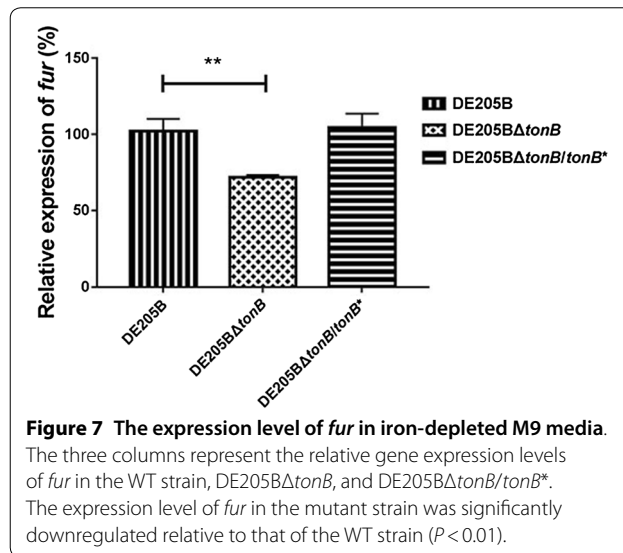 Relative expression of fur (%)
150
100
50
0
**
DE205B
DE205BΔtonB
DE205BΔtonB/tonB*
DE205B
DE205BΔtonB
DE205BΔtonB/tonB*
Figure 7 The expression level of fur in iron-depleted M9 media.
The three columns represent the relative gene expression levels
of fur in the WT strain, DE205BΔtonB, and DE205BΔtonB/tonB*.
The expression level of fur in the mutant strain was significantly
downregulated relative to that of the WT strain (P < 0.01).